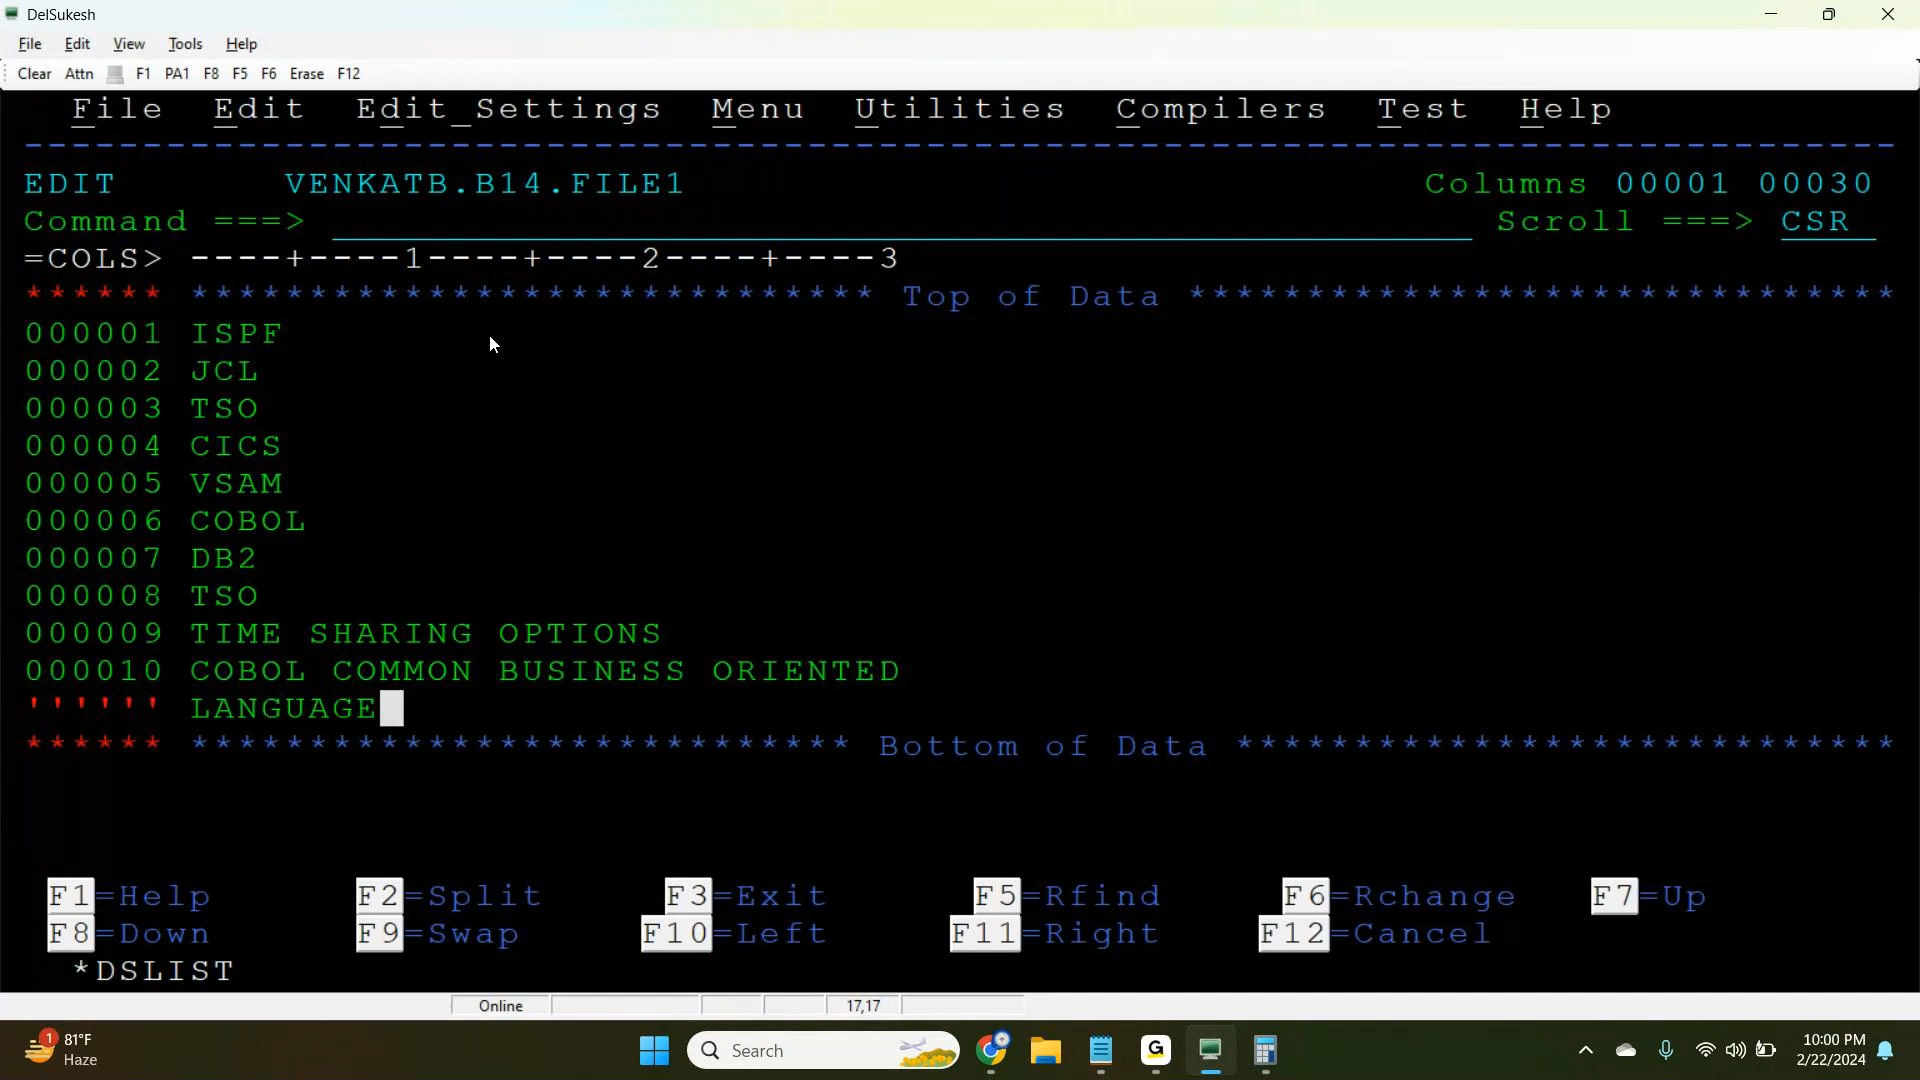 DelSukesh
File Edit View Tools Help
Clear Attn F1 PA1 F8 F5 F6 Erase F12
File Edit Edit_Settings Menu Utilities Compilers Test Help
EDIT VENKATB.B14.FILE1 Columns 00001 00030
Command ===> Scroll ===> CSR
=COLS> ----+----1----+----2----+----3
****** ***************************** Top of Data ******************************
000001 ISPF
000002 JCL
000003 TSO
000004 CICS
000005 VSAM
000006 COBOL
000007 DB2
000008 TSO
000009 TIME SHARING OPTIONS
000010 COBOL COMMON BUSINESS ORIENTED
'''''' LANGUAGE
****** **************************** Bottom of Data ****************************
F1=Help F2=Split F3=Exit F5=Rfind F6=Rchange F7=Up
F8=Down F9=Swap F10=Left F11=Right F12=Cancel
*DSLIST
Online 17,17
1 81°F Search 10:00 PM
Haze 2/22/2024